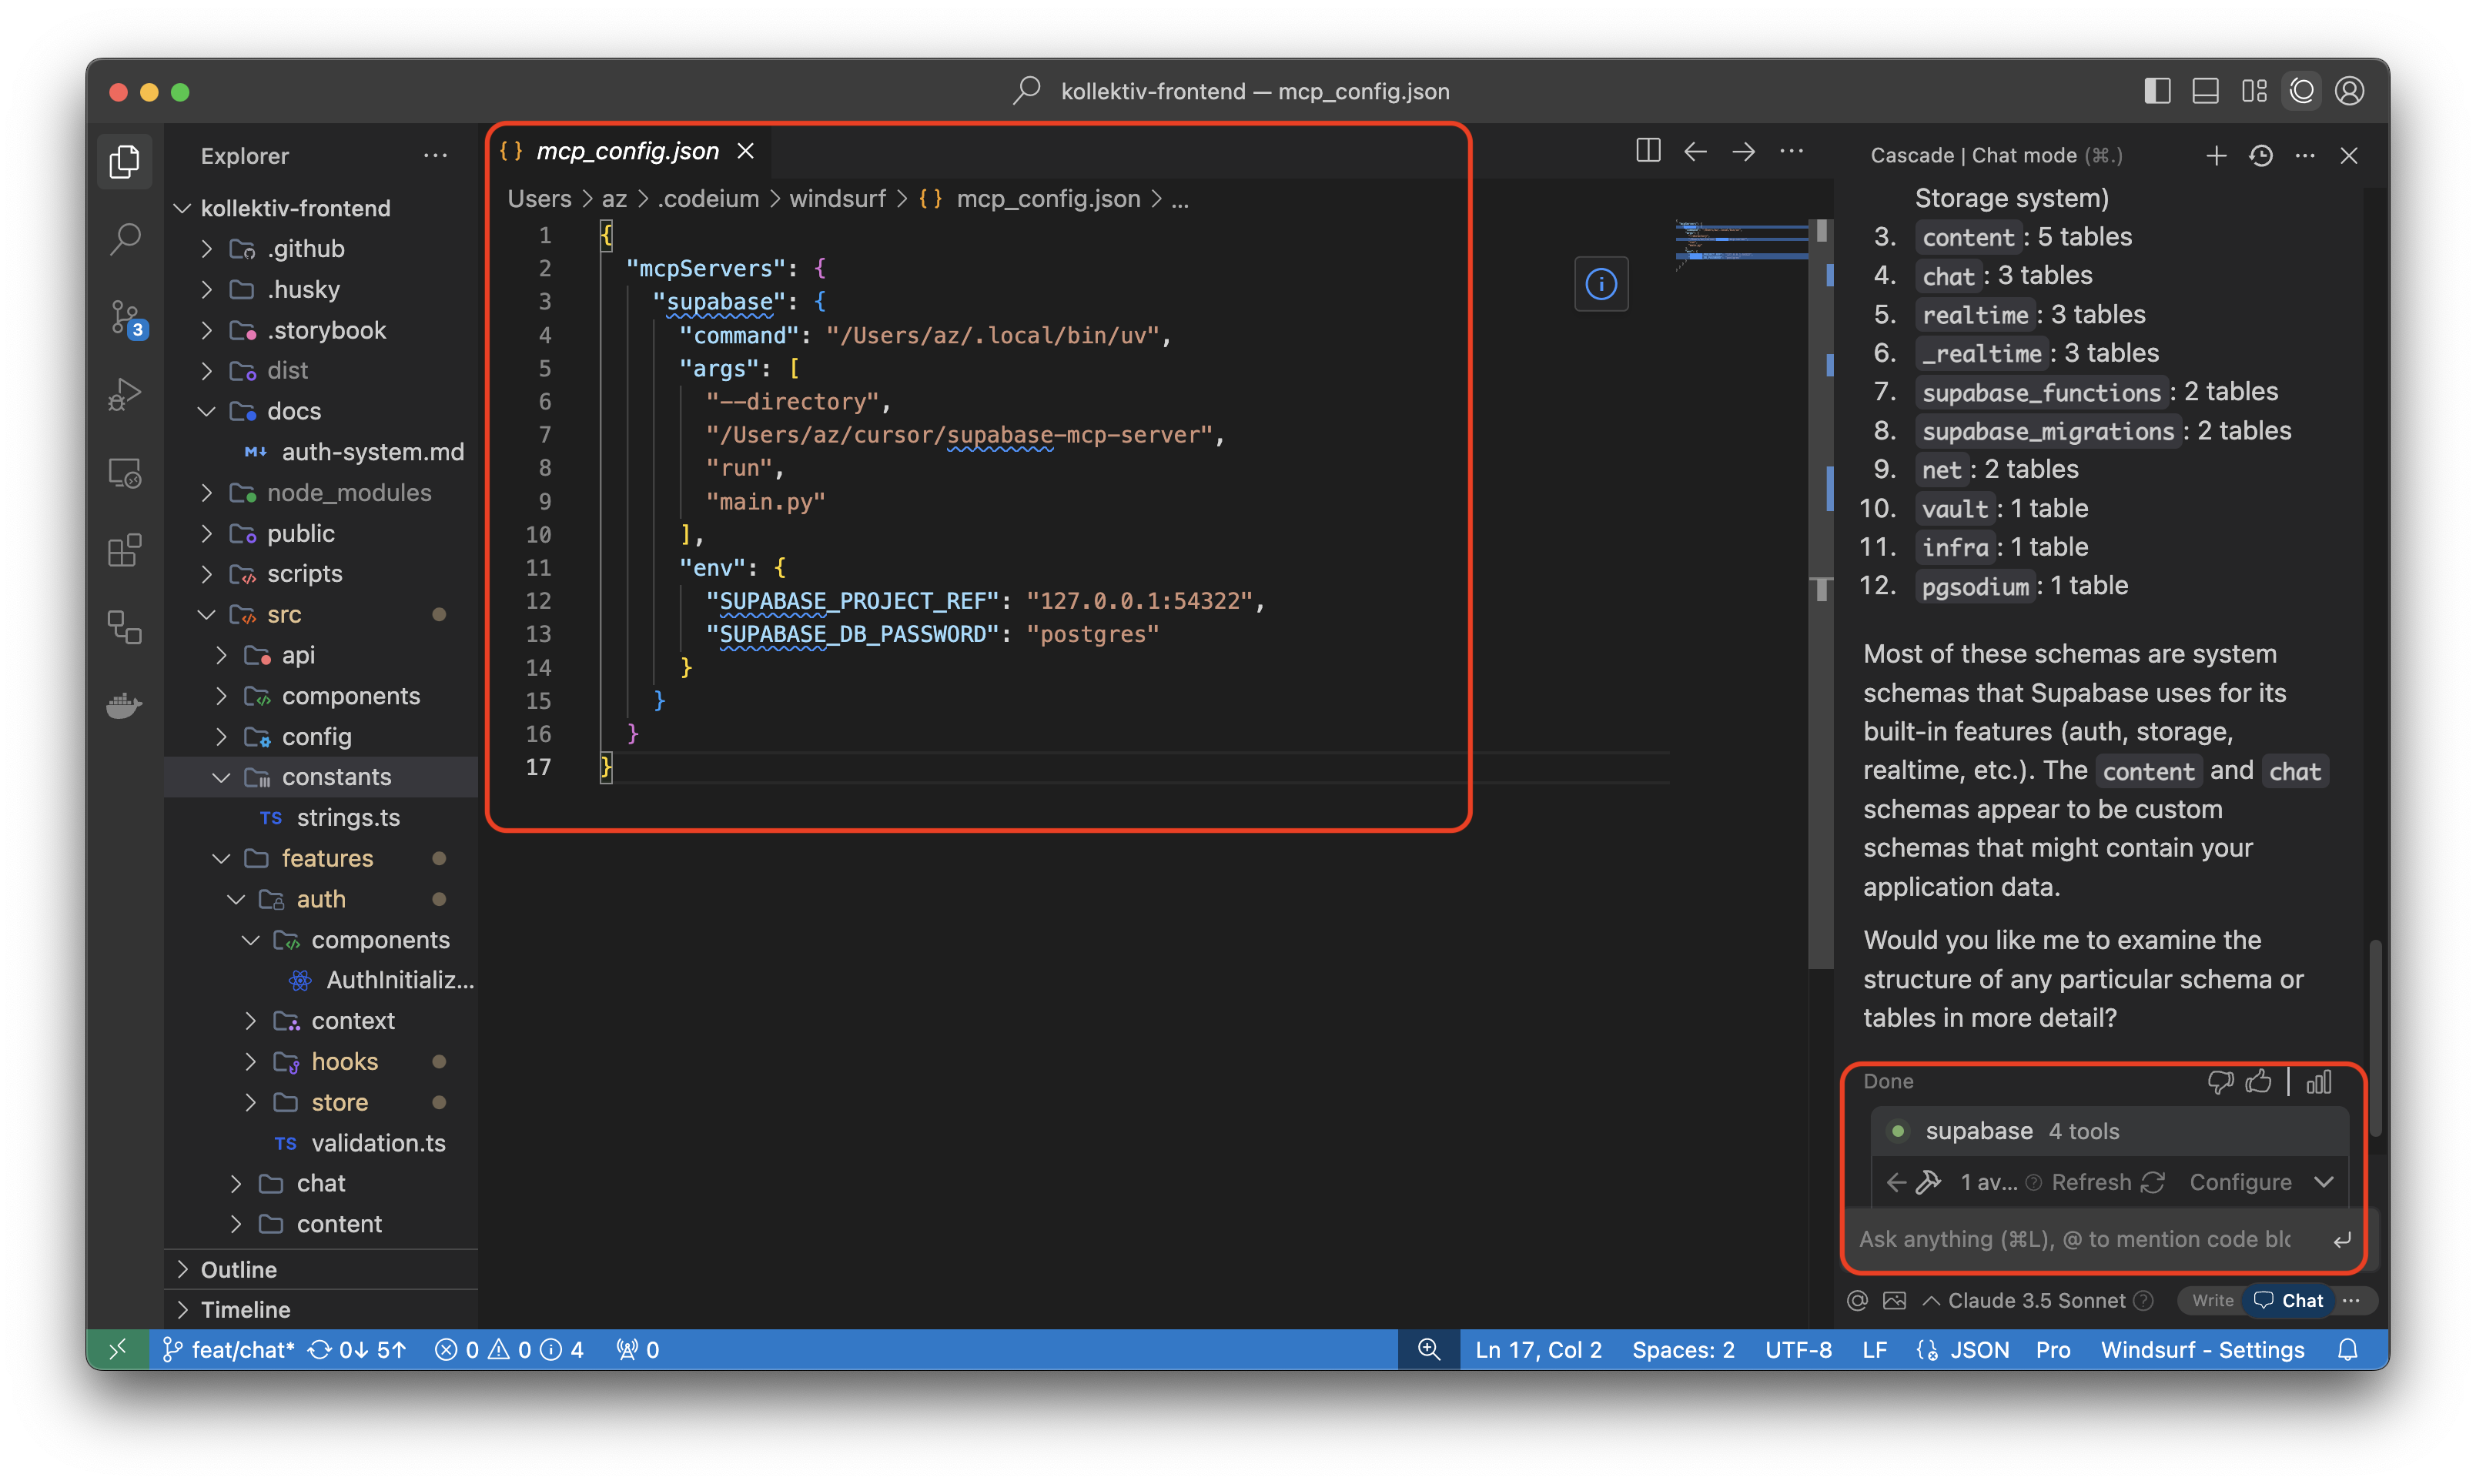 kollektiv-frontend — mcp_config.json
3
Explorer
kollektiv-frontend
.github
.husky
.storybook
dist
docs
auth-system.md
node_modules
public
scripts
src
api
components
config
constants
TS strings.ts
features
auth
components
AuthInitializ...
context
hooks
store
TS validation.ts
chat
content
Outline
Timeline
{} mcp_config.json
Users > az > .codeium > windsurf > {} mcp_config.json > ...
1 {
2 "mcpServers": {
3 "supabase": {
4 "command": "/Users/az/.local/bin/uv",
5 "args": [
6 "--directory",
7 "/Users/az/cursor/supabase-mcp-server",
8 "run",
9 "main.py"
10 ],
11 "env": {
12 "SUPABASE_PROJECT_REF": "127.0.0.1:54322",
13 "SUPABASE_DB_PASSWORD": "postgres"
14 }
15 }
16 }
17 }
Cascade | Chat mode (⌘.)
Storage system)
3. content: 5 tables
4. chat: 3 tables
5. realtime: 3 tables
6. _realtime: 3 tables
7. supabase_functions: 2 tables
8. supabase_migrations: 2 tables
9. net: 2 tables
10. vault: 1 table
11. infra: 1 table
12. pgsodium: 1 table
Most of these schemas are system
schemas that Supabase uses for its
built-in features (auth, storage,
realtime, etc.). The content and chat
schemas appear to be custom
schemas that might contain your
application data.
Would you like me to examine the
structure of any particular schema or
tables in more detail?
Done
supabase 4 tools
1 av... Refresh Configure
Ask anything (⌘L), @ to mention code blo
Claude 3.5 Sonnet Write Chat
feat/chat* 0↓ 5↑ 0 0 4 0
Ln 17, Col 2 Spaces: 2 UTF-8 LF JSON Pro Windsurf - Settings